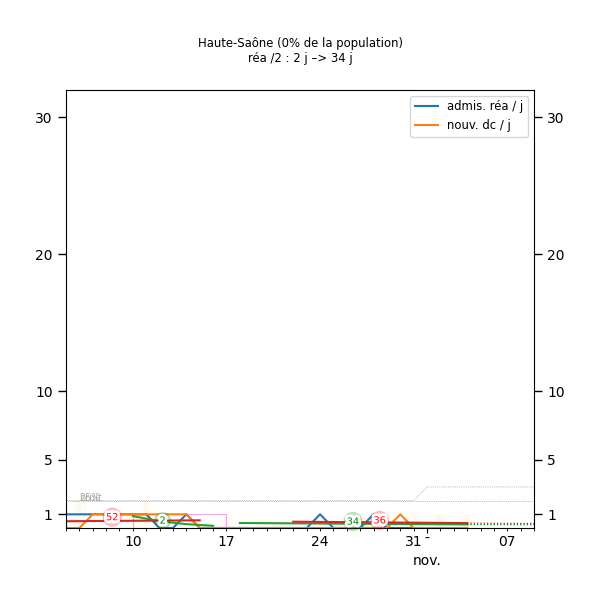 Haute-Saône (0% de la population)
réa /2 : 2 j –> 34 j
admis. réa / j
nouv. dc / j
30 30
20 20
10 10
5 5
1 1
52 2 34 36
10 17 24 31 - 07
nov.